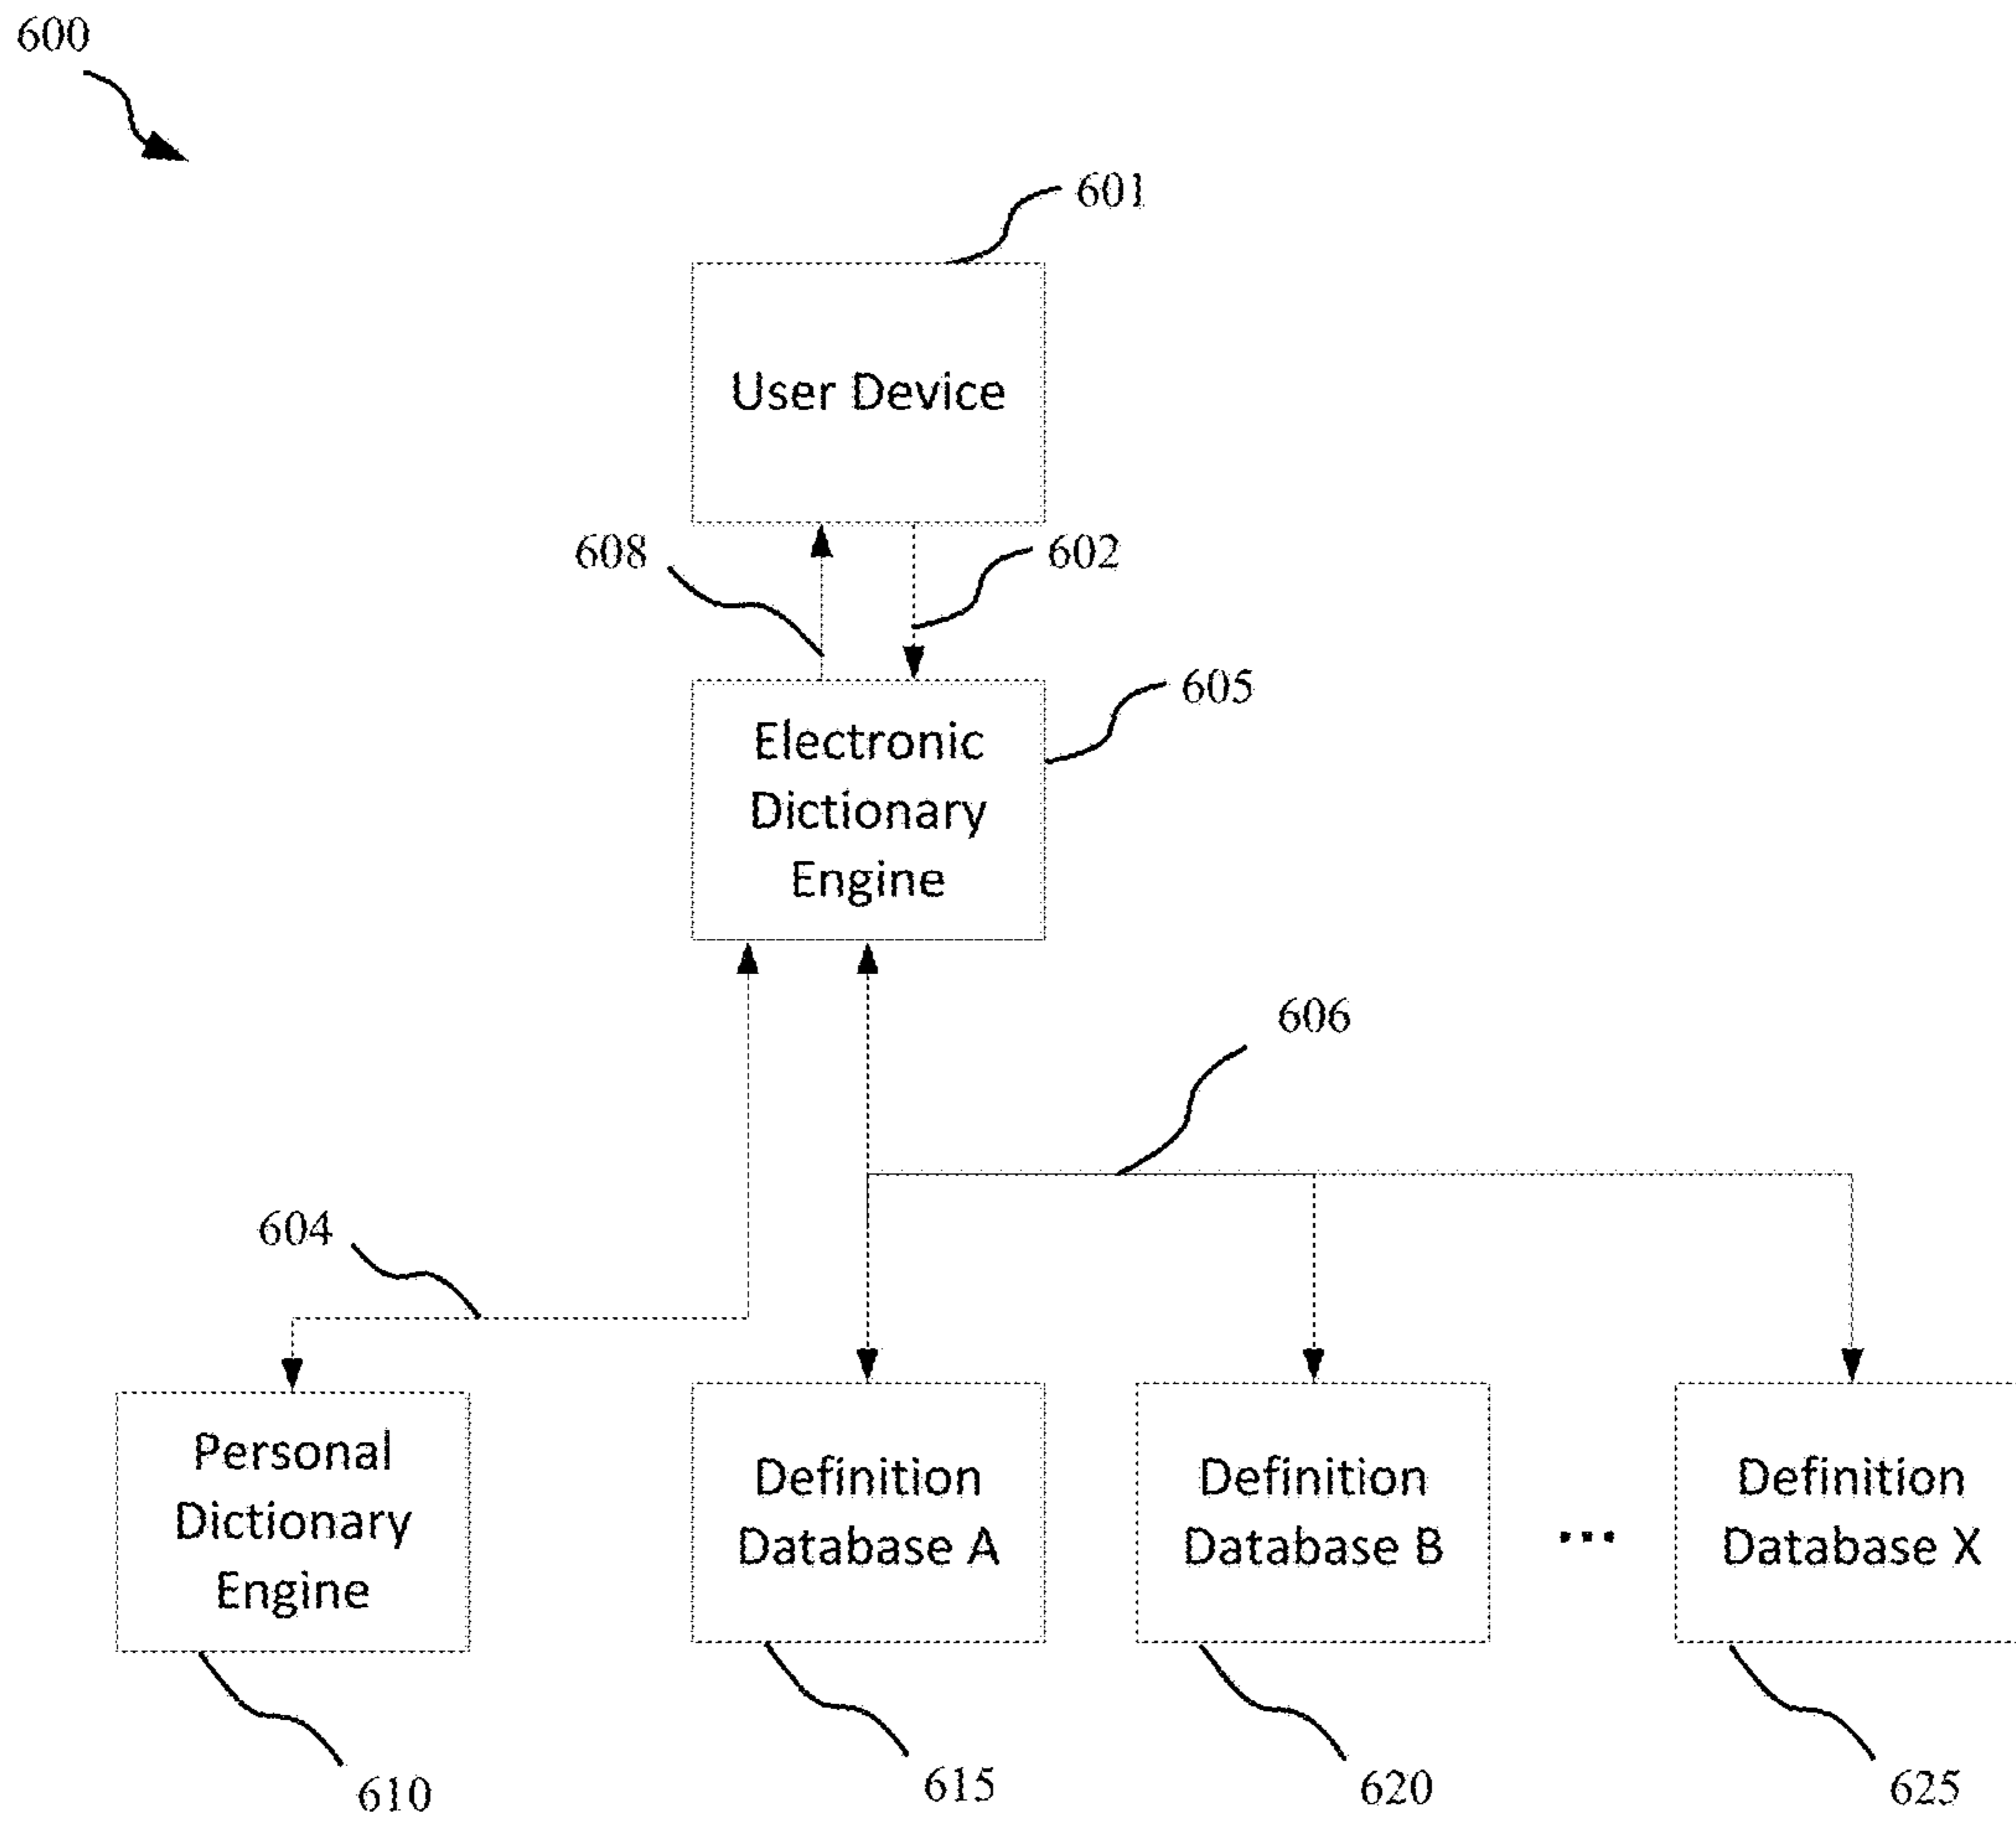 600
601
User Device
608
602
605
Electronic
Dictionary
Engine
606
604
Personal
Dictionary
Engine
Definition
Database A
Definition
Database B
...
Definition
Database X
610
615
620
625